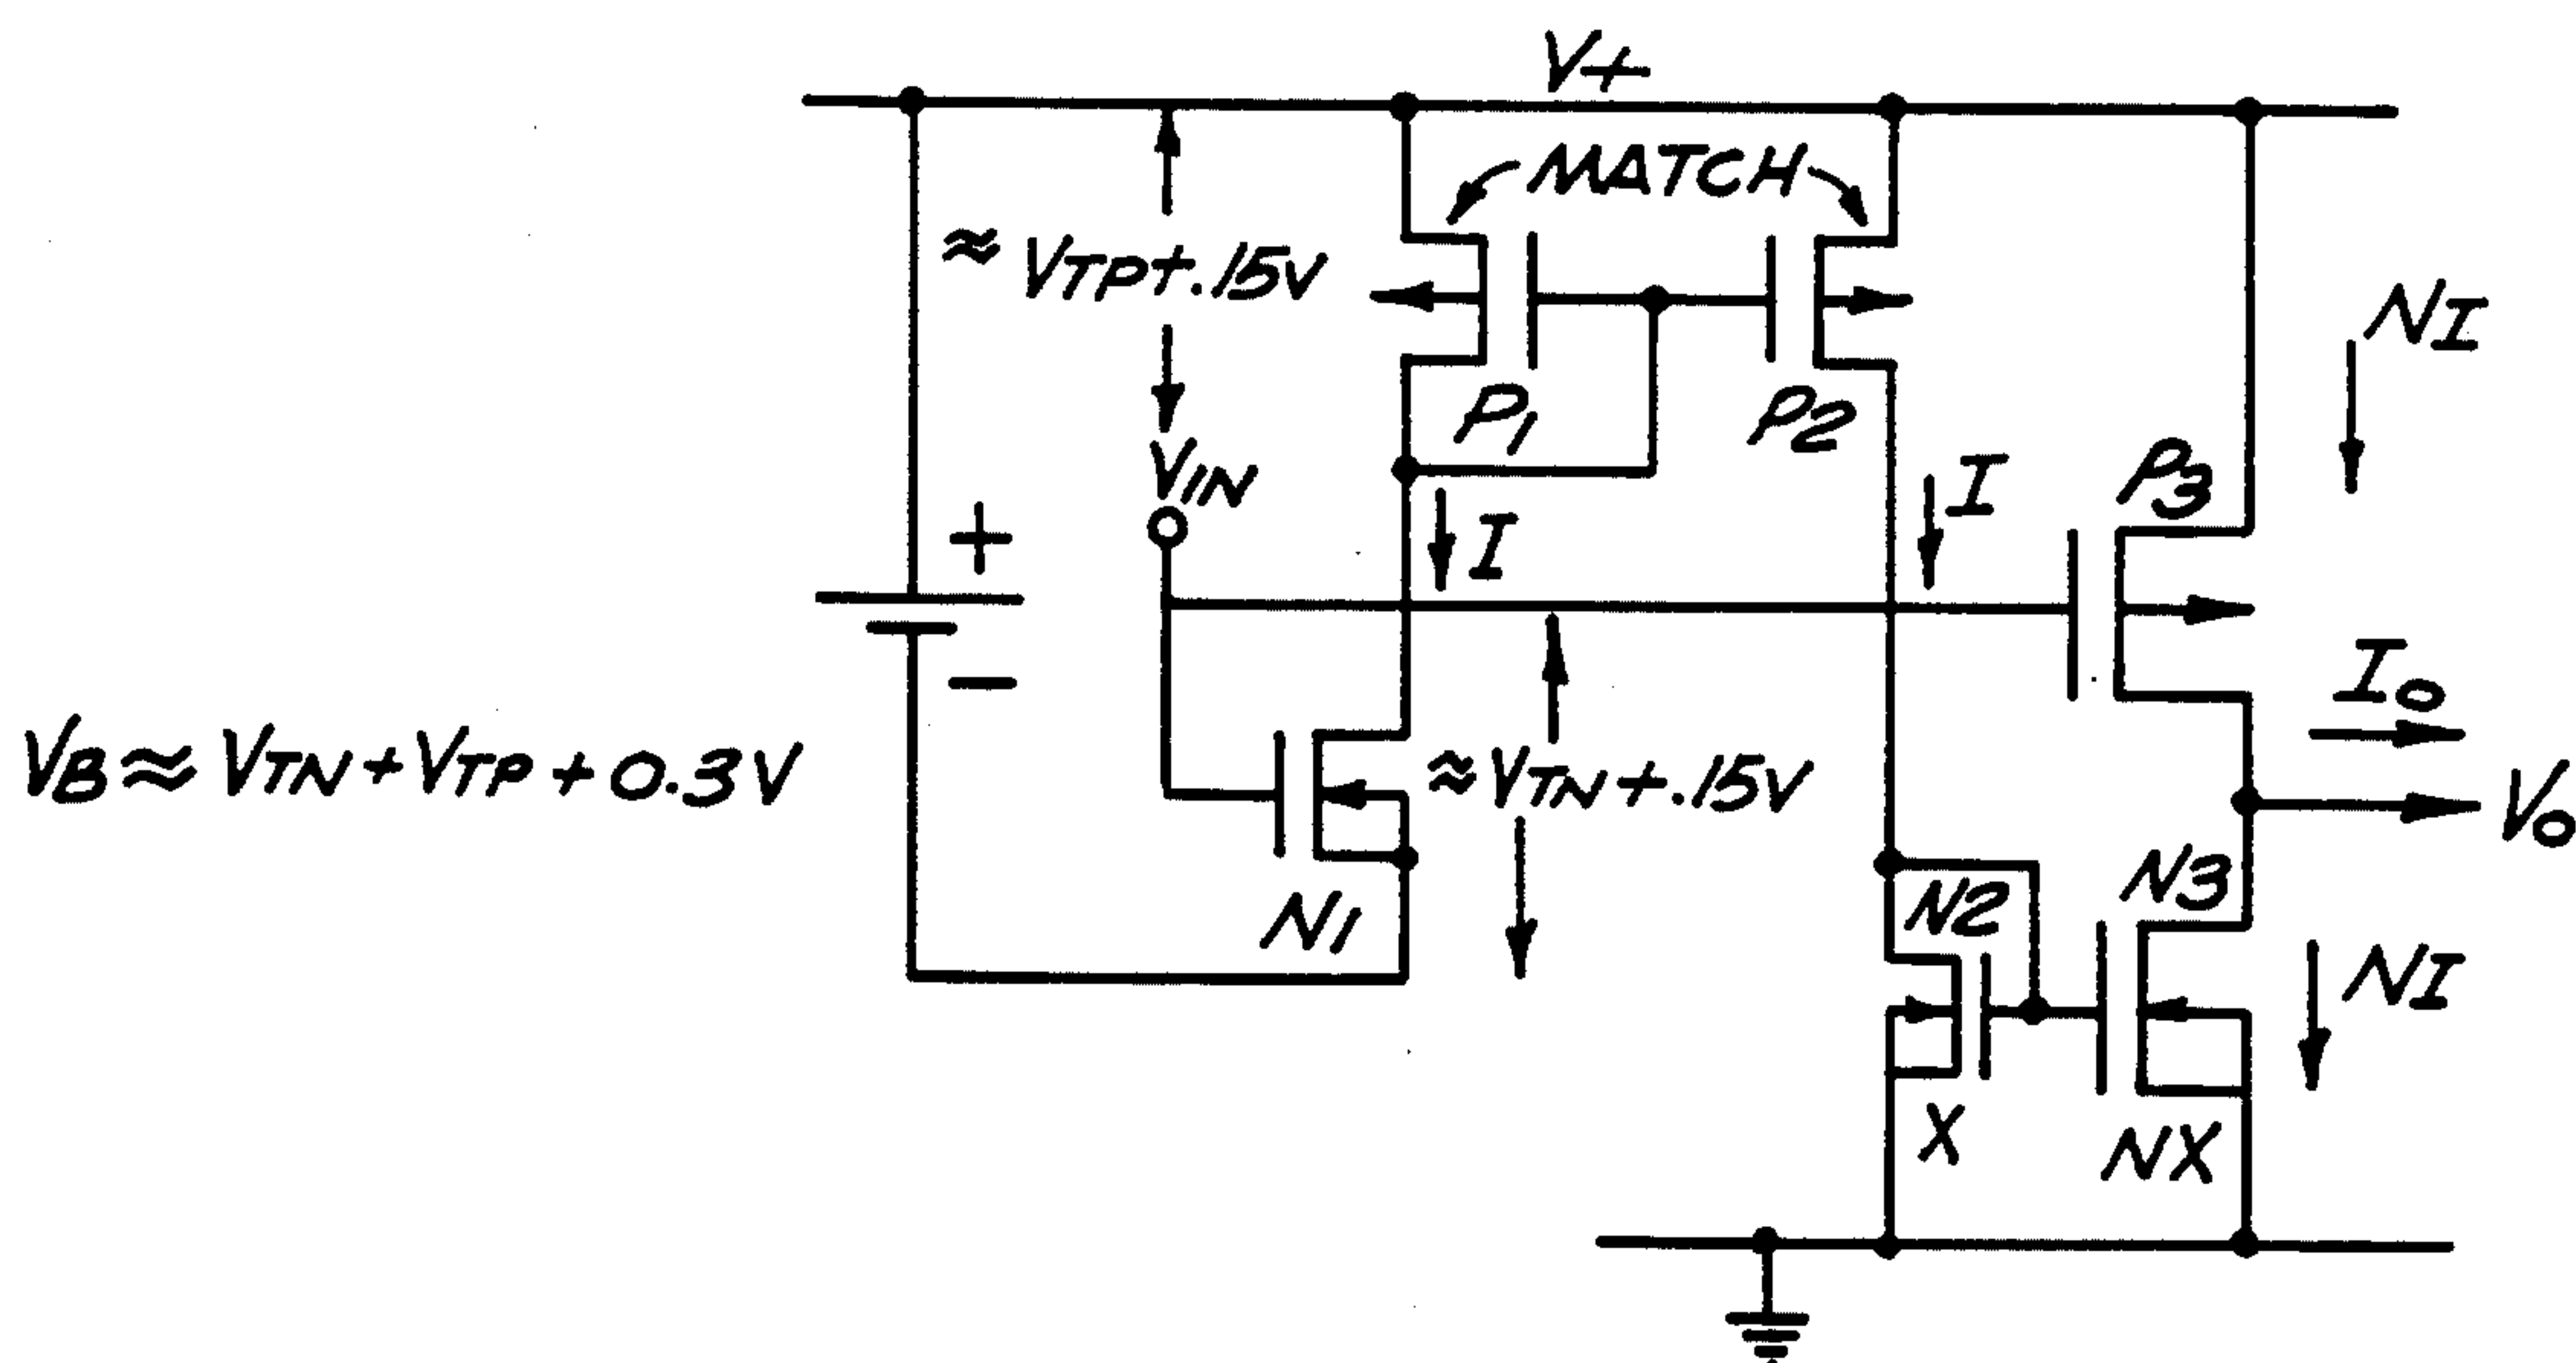 V+
MATCH
≈ VTP+.15V
NI
P1
P2
P3
VIN
I
I
+
−
IO
VB ≈ VTN + VTP + 0.3V
≈ VTN + .15V
VO
N1
N2
N3
NI
X
NX